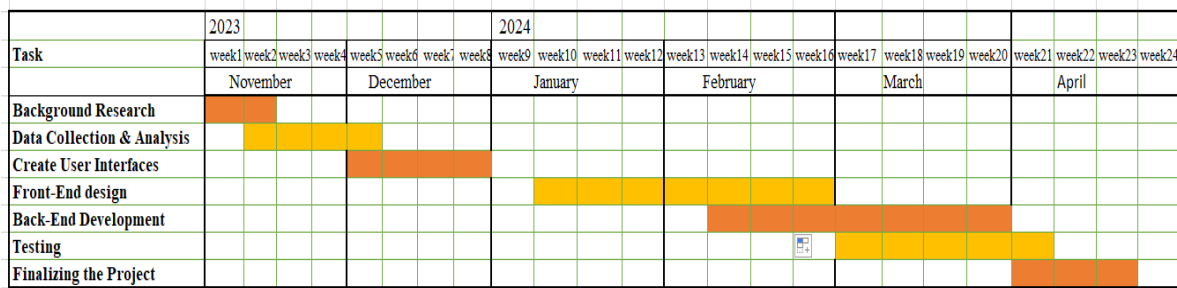 2023 2024
Task week1 week2 week3 week4 week5 week6 week7 week8 week9 week10 week11 week12 week13 week14 week15 week16 week17 week18 week19 week20 week21 week22 week23 week24
November December January February March April
Background Research
Data Collection & Analysis
Create User Interfaces
Front-End design
Back-End Development
Testing
Finalizing the Project